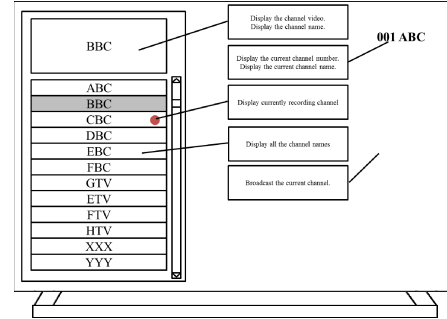 BBC
ABC
BBC
CBC
DBC
EBC
FBC
GTV
ETV
FTV
HTV
XXX
YYY
Display the channel video.
Display the channel name.
Display the current channel number.
Display the current channel name.
Display currently recording channel
Display all the channel names
Broadcast the current channel.
001 ABC